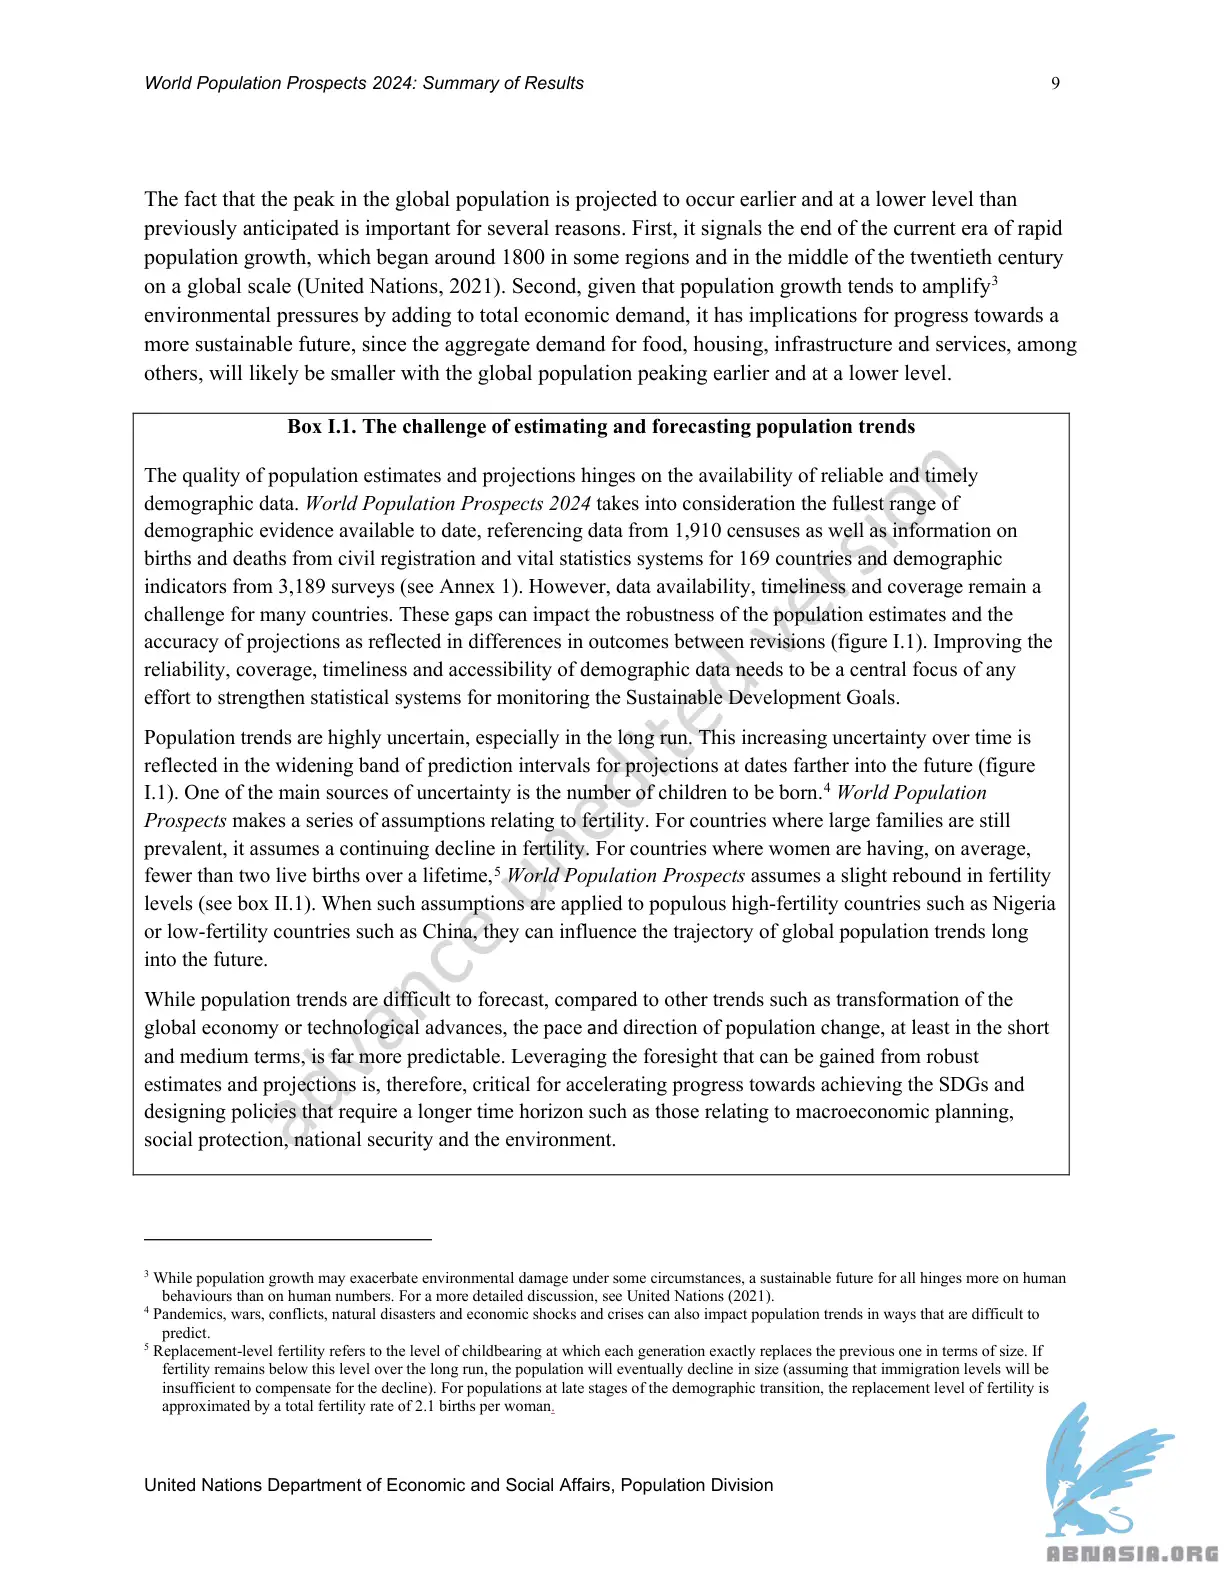 World Population Prospects 2024: Summary of Results 9
The fact that the peak in the global population is projected to occur earlier and at a lower level than
previously anticipated is important for several reasons. First, it signals the end of the current era of rapid
population growth, which began around 1800 in some regions and in the middle of the twentieth century
on a global scale (United Nations, 2021). Second, given that population growth tends to amplify3
environmental pressures by adding to total economic demand, it has implications for progress towards a
more sustainable future, since the aggregate demand for food, housing, infrastructure and services, among
others, will likely be smaller with the global population peaking earlier and at a lower level.
Box I.1. The challenge of estimating and forecasting population trends
The quality of population estimates and projections hinges on the availability of reliable and timely
demographic data. World Population Prospects 2024 takes into consideration the fullest range of
demographic evidence available to date, referencing data from 1,910 censuses as well as information on
births and deaths from civil registration and vital statistics systems for 169 countries and demographic
indicators from 3,189 surveys (see Annex 1). However, data availability, timeliness and coverage remain a
challenge for many countries. These gaps can impact the robustness of the population estimates and the
accuracy of projections as reflected in differences in outcomes between revisions (figure I.1). Improving the
reliability, coverage, timeliness and accessibility of demographic data needs to be a central focus of any
effort to strengthen statistical systems for monitoring the Sustainable Development Goals.
Population trends are highly uncertain, especially in the long run. This increasing uncertainty over time is
reflected in the widening band of prediction intervals for projections at dates farther into the future (figure
I.1). One of the main sources of uncertainty is the number of children to be born.4 World Population
Prospects makes a series of assumptions relating to fertility. For countries where large families are still
prevalent, it assumes a continuing decline in fertility. For countries where women are having, on average,
fewer than two live births over a lifetime,5 World Population Prospects assumes a slight rebound in fertility
levels (see box II.1). When such assumptions are applied to populous high-fertility countries such as Nigeria
or low-fertility countries such as China, they can influence the trajectory of global population trends long
into the future.
While population trends are difficult to forecast, compared to other trends such as transformation of the
global economy or technological advances, the pace and direction of population change, at least in the short
and medium terms, is far more predictable. Leveraging the foresight that can be gained from robust
estimates and projections is, therefore, critical for accelerating progress towards achieving the SDGs and
designing policies that require a longer time horizon such as those relating to macroeconomic planning,
social protection, national security and the environment.
advance unedited version
3 While population growth may exacerbate environmental damage under some circumstances, a sustainable future for all hinges more on human
behaviours than on human numbers. For a more detailed discussion, see United Nations (2021).
4 Pandemics, wars, conflicts, natural disasters and economic shocks and crises can also impact population trends in ways that are difficult to
predict.
5 Replacement-level fertility refers to the level of childbearing at which each generation exactly replaces the previous one in terms of size. If
fertility remains below this level over the long run, the population will eventually decline in size (assuming that immigration levels will be
insufficient to compensate for the decline). For populations at late stages of the demographic transition, the replacement level of fertility is
approximated by a total fertility rate of 2.1 births per woman.
United Nations Department of Economic and Social Affairs, Population Division
ABNASIA.ORG